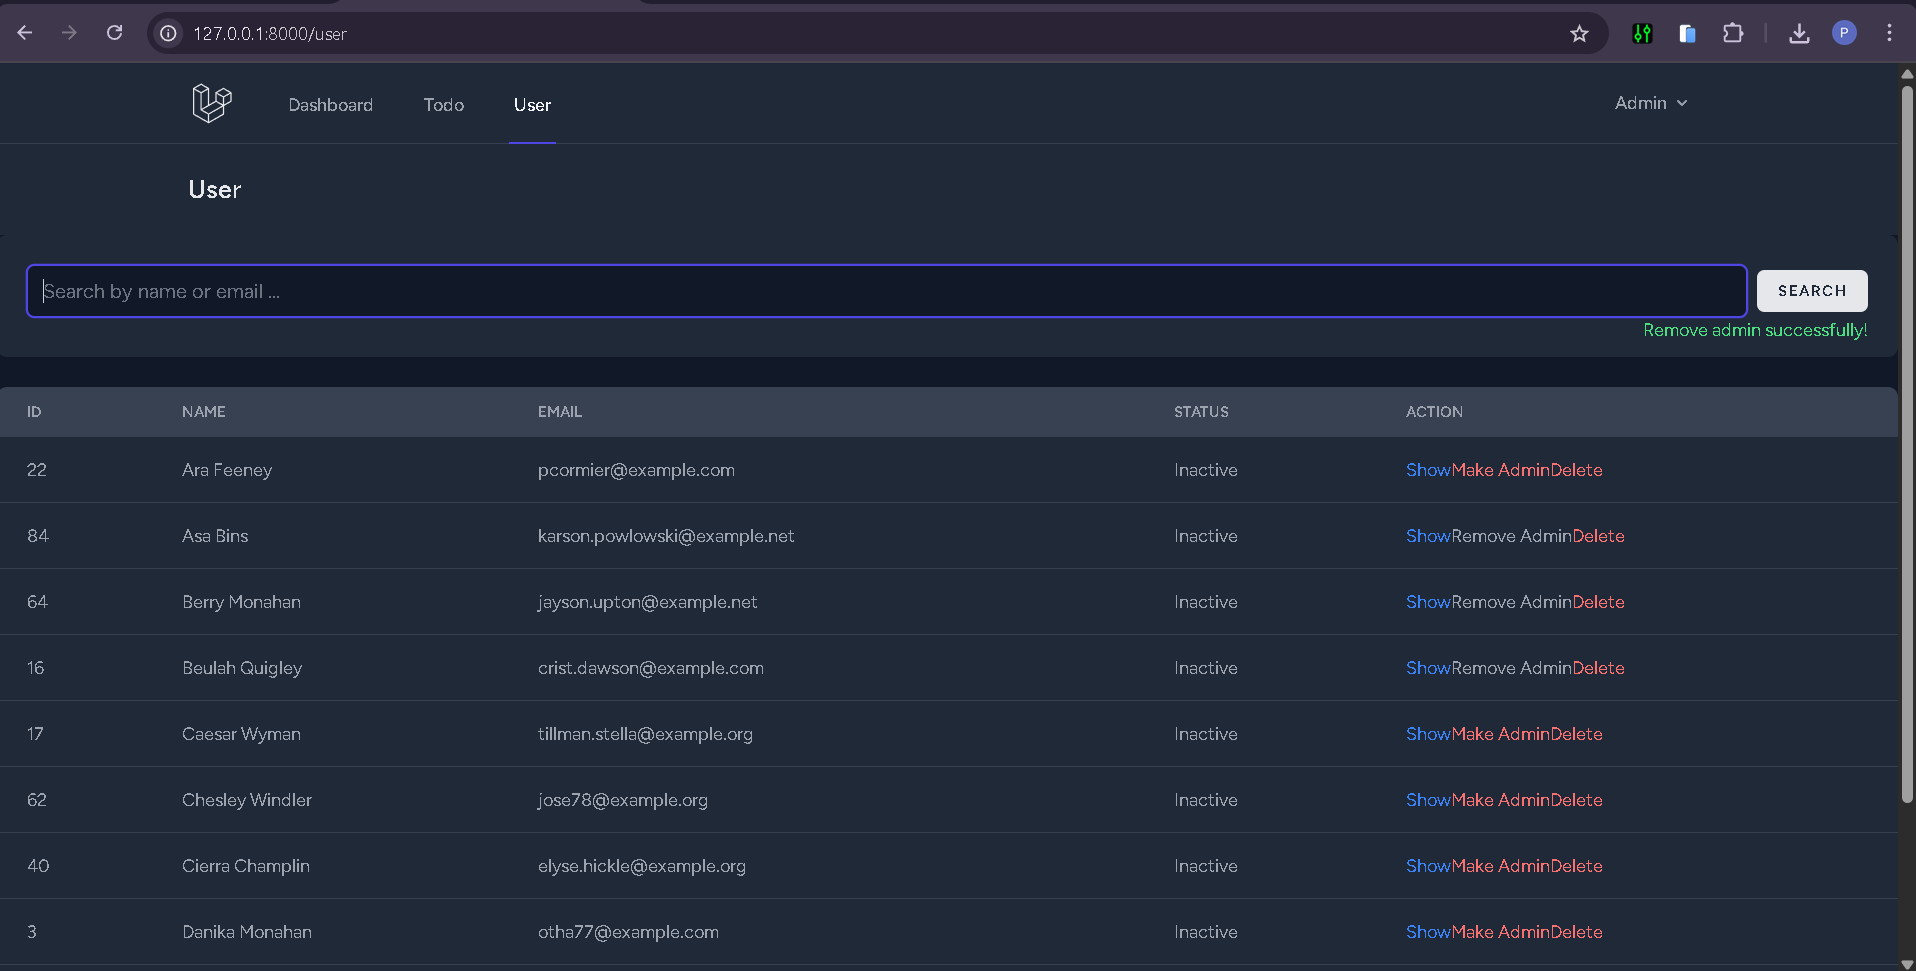 127.0.0.1:8000/user
P
Dashboard Todo User Admin
User
Search by name or email ...
SEARCH
Remove admin successfully!
ID NAME EMAIL STATUS ACTION
22 Ara Feeney pcormier@example.com Inactive ShowMake AdminDelete
84 Asa Bins karson.powlowski@example.net Inactive ShowRemove AdminDelete
64 Berry Monahan jayson.upton@example.net Inactive ShowRemove AdminDelete
16 Beulah Quigley crist.dawson@example.com Inactive ShowRemove AdminDelete
17 Caesar Wyman tillman.stella@example.org Inactive ShowMake AdminDelete
62 Chesley Windler jose78@example.org Inactive ShowMake AdminDelete
40 Cierra Champlin elyse.hickle@example.org Inactive ShowMake AdminDelete
3 Danika Monahan otha77@example.com Inactive ShowMake AdminDelete